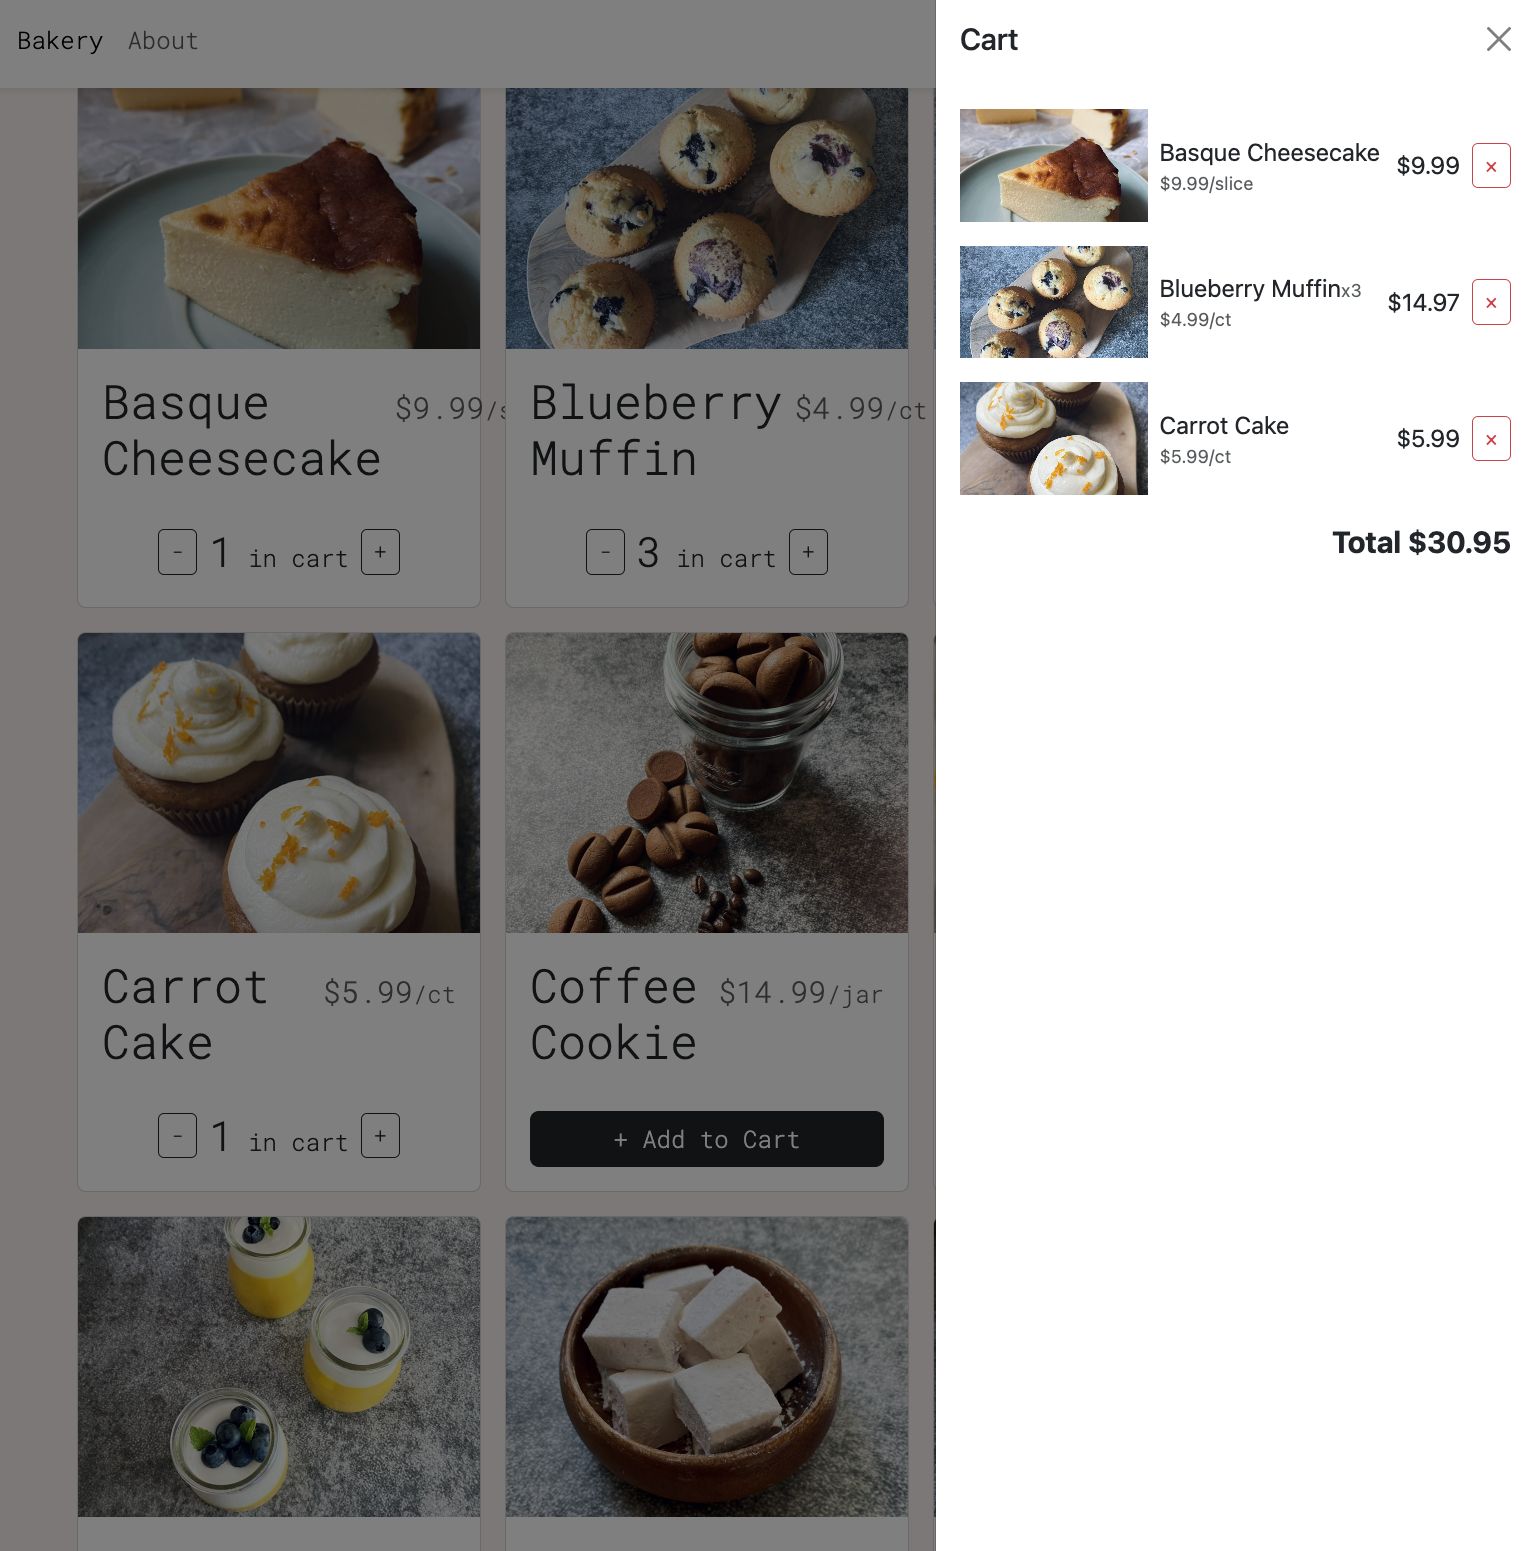 Bakery About
Basque
Cheesecake
$9.99/s
- 1 in cart +
Blueberry
Muffin
$4.99/ct
- 3 in cart +
Carrot
Cake
$5.99/ct
- 1 in cart +
Coffee
Cookie
$14.99/jar
+ Add to Cart
Cart
Basque Cheesecake
$9.99/slice
$9.99
×
Blueberry Muffinx3
$4.99/ct
$14.97
×
Carrot Cake
$5.99/ct
$5.99
×
Total $30.95